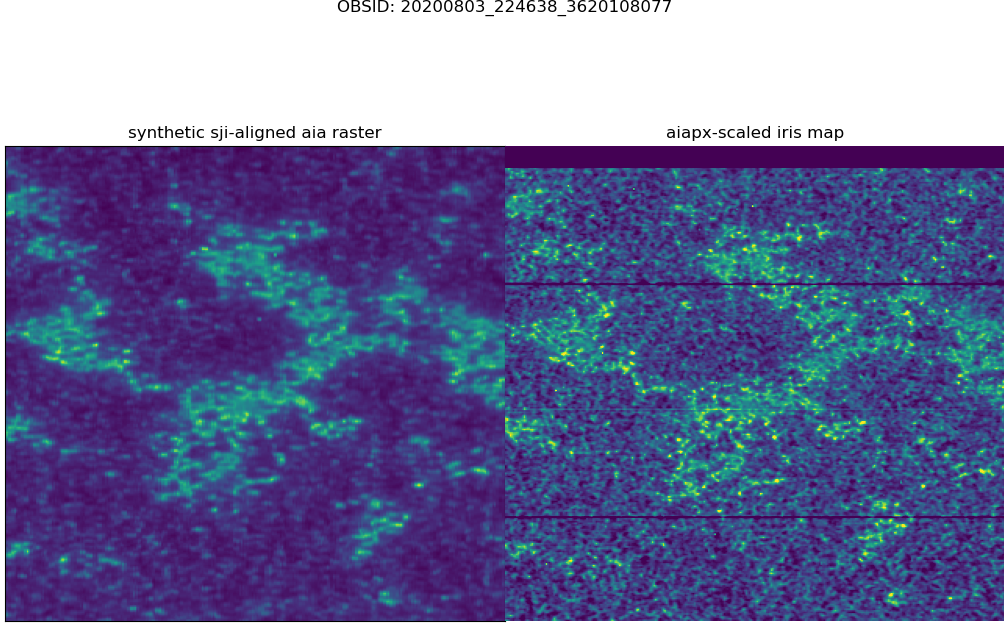 OBSID: 20200803_224638_3620108077
synthetic sji-aligned aia raster
aiapx-scaled iris map